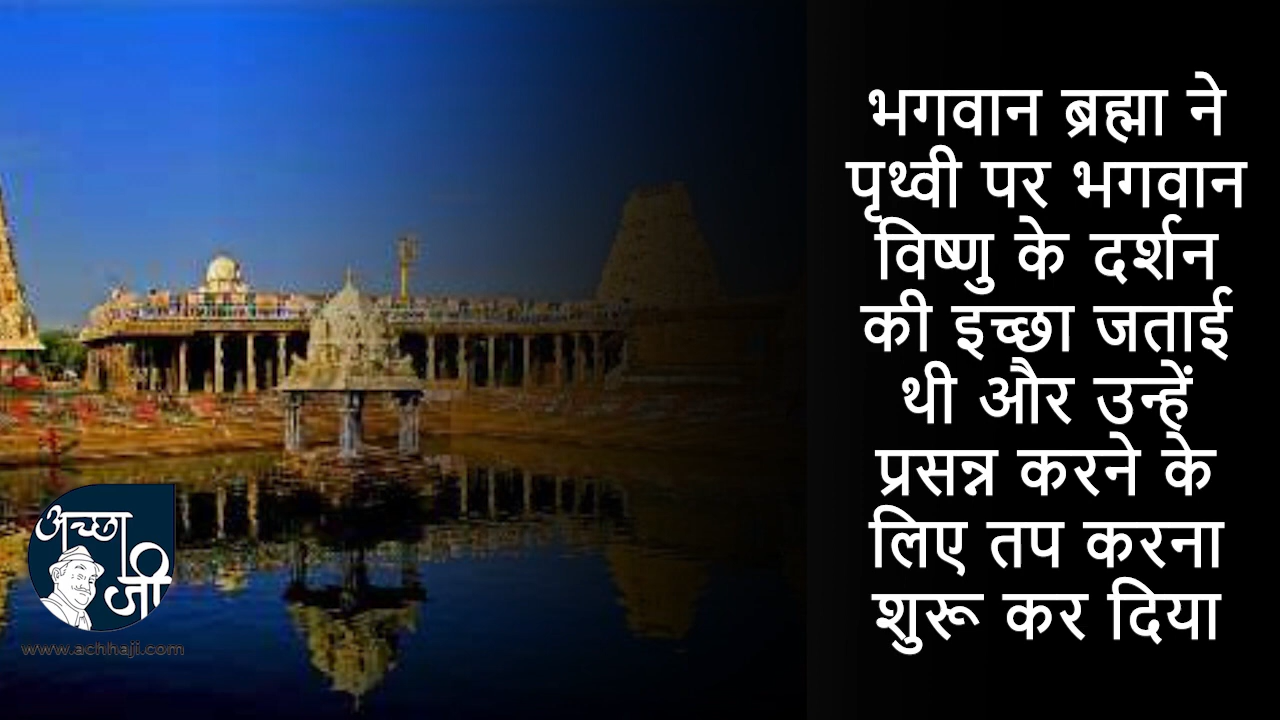 भगवान ब्रह्मा ने
पृथ्वी पर भगवान
विष्णु के दर्शन
की इच्छा जताई
थी और उन्हें
प्रसन्न करने के
लिए तप करना
शुरू कर दिया
अच्छा
जी
www.achhaji.com